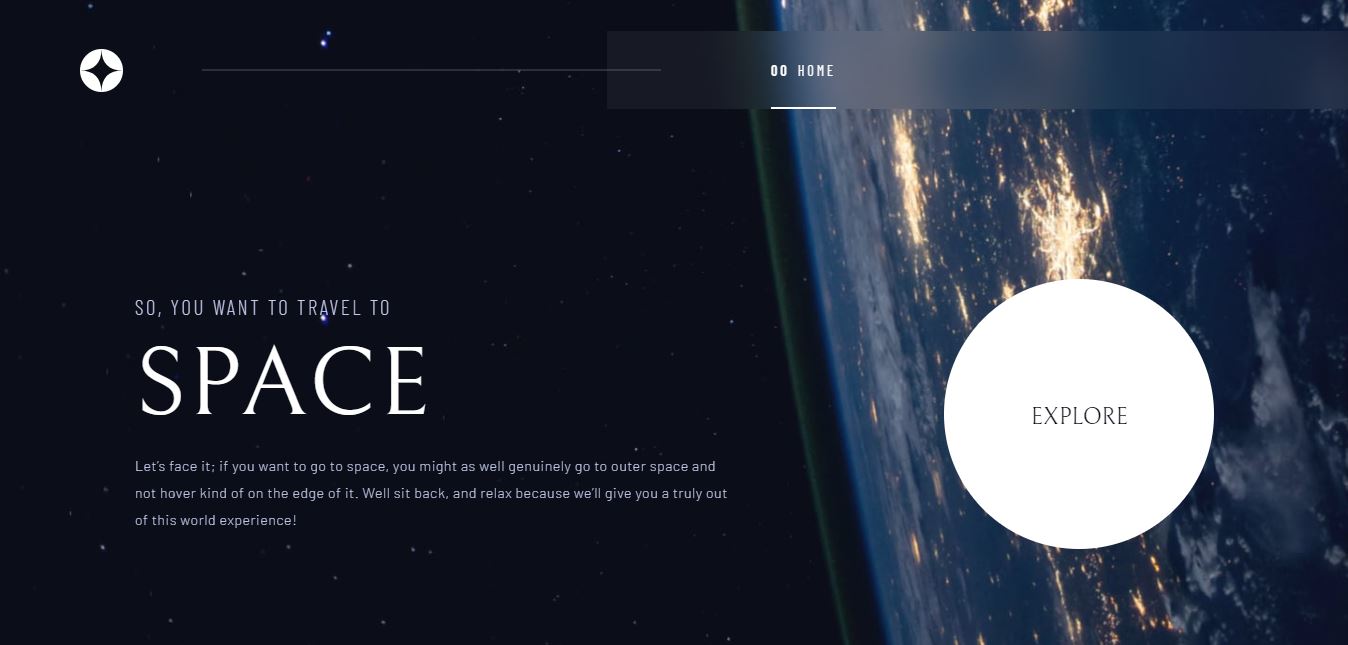 00 HOME
SO, YOU WANT TO TRAVEL TO
SPACE
Let’s face it; if you want to go to space, you might as well genuinely go to outer space and
not hover kind of on the edge of it. Well sit back, and relax because we’ll give you a truly out
of this world experience!
EXPLORE